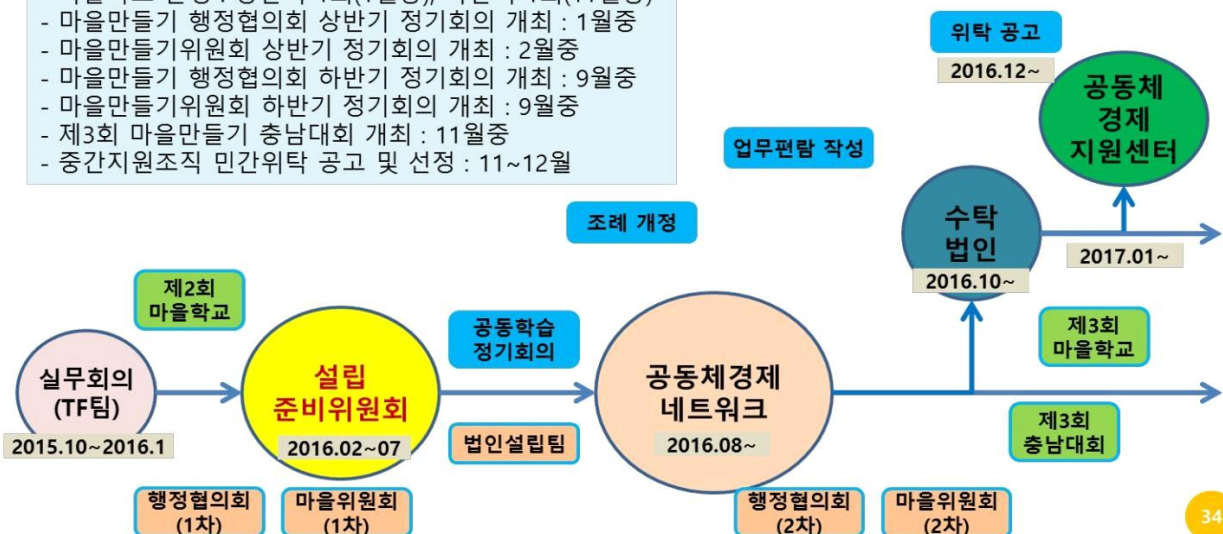 - 마을만들기 행정협의회 상반기 정기회의 개최 : 1월중
- 마을만들기위원회 상반기 정기회의 개최 : 2월중
- 마을만들기 행정협의회 하반기 정기회의 개최 : 9월중
- 마을만들기위원회 하반기 정기회의 개최 : 9월중
- 제3회 마을만들기 충남대회 개최 : 11월중
- 중간지원조직 민간위탁 공고 및 선정 : 11~12월
위탁 공고
2016.12~
공동체
경제
지원센터
업무편람 작성
조례 개정
수탁
법인
2016.10~
2017.01~
제2회
마을학교
공동학습
정기회의
제3회
마을학교
실무회의
(TF팀)
2015.10~2016.1
설립
준비위원회
2016.02~07
법인설립팀
공동체경제
네트워크
2016.08~
제3회
충남대회
행정협의회
(1차)
마을위원회
(1차)
행정협의회
(2차)
마을위원회
(2차)
34